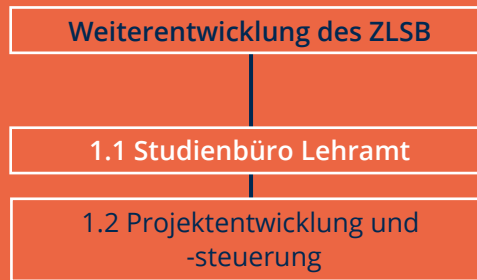 Weiterentwicklung des ZLSB
1.1 Studienbüro Lehramt
1.2 Projektentwicklung und
-steuerung